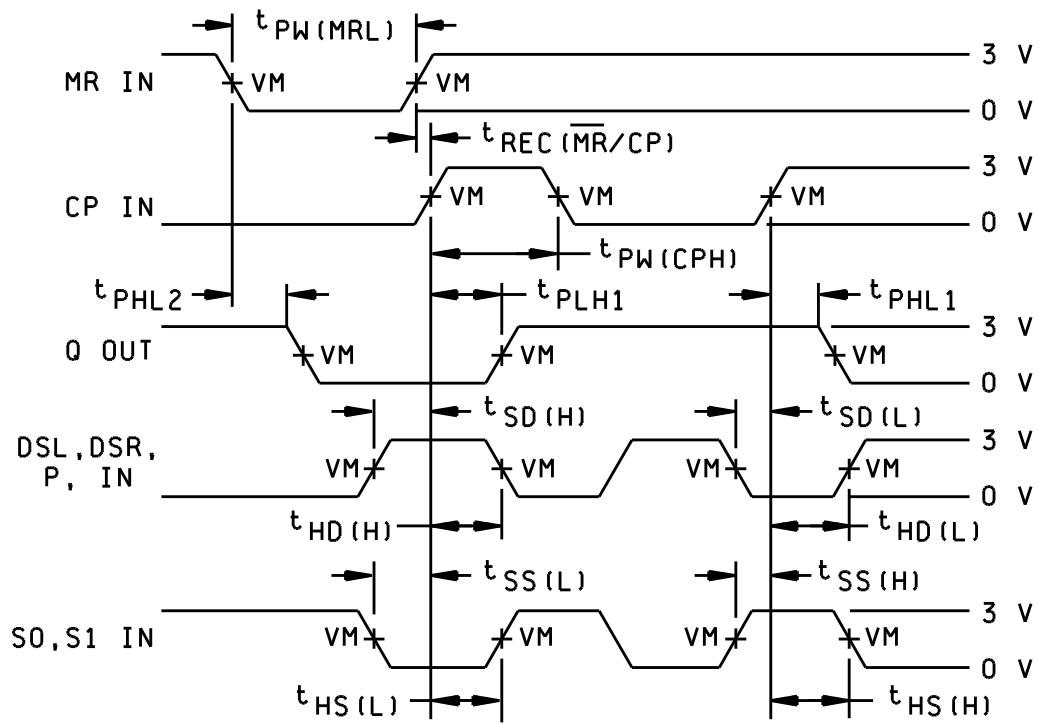 tPW(MRL)
MR IN VM VM 3 V
0 V
tREC(M̅R̅/CP)
CP IN VM VM VM 3 V
0 V
tPW(CPH)
tPHL2 tPLH1 tPHL1
Q OUT VM VM VM 3 V
0 V
tSD(H) tSD(L)
DSL,DSR,
P, IN
VM VM VM VM 3 V
0 V
tHD(H) tHD(L)
tSS(L) tSS(H)
S0,S1 IN VM VM VM VM 3 V
0 V
tHS(L) tHS(H)